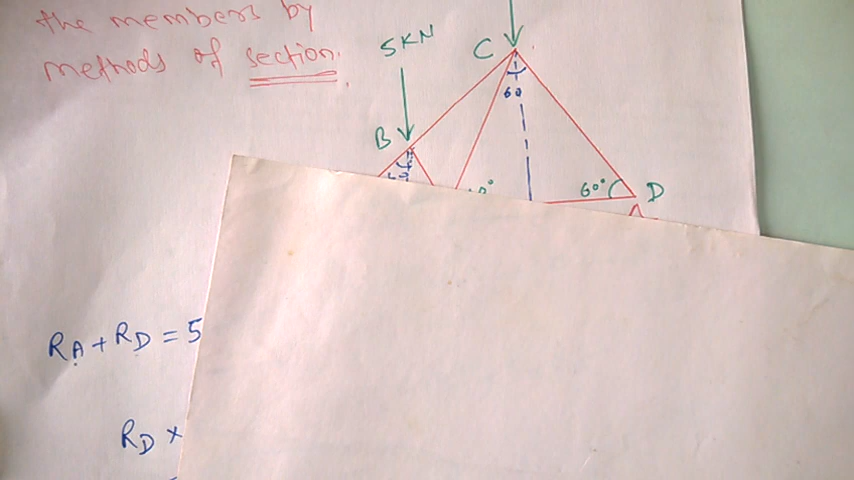 the members by
methods of section.
5KN
C
60
B
60°
D
RA+RD=5
RD×